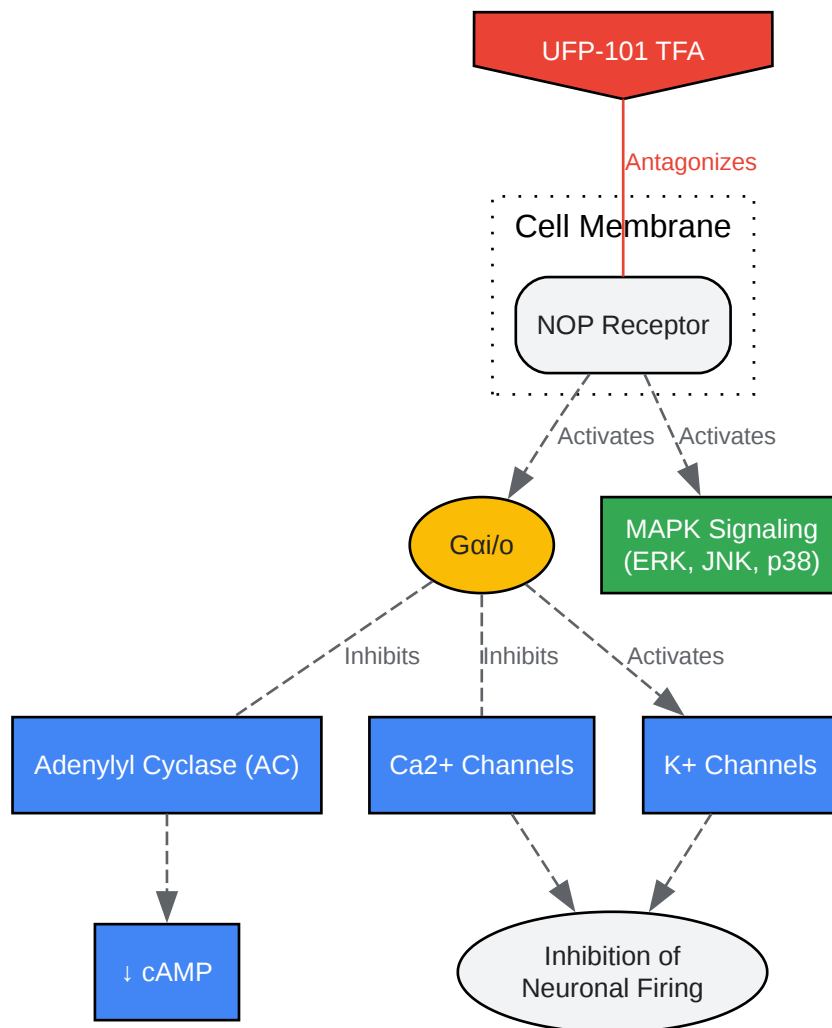 UFP-101 TFA
Antagonizes
Cell Membrane
NOP Receptor
Activates
Activates
Gαi/o
MAPK Signaling
(ERK, JNK, p38)
Inhibits
Inhibits
Activates
Adenylyl Cyclase (AC)
Ca2+ Channels
K+ Channels
↓ cAMP
Inhibition of
Neuronal Firing